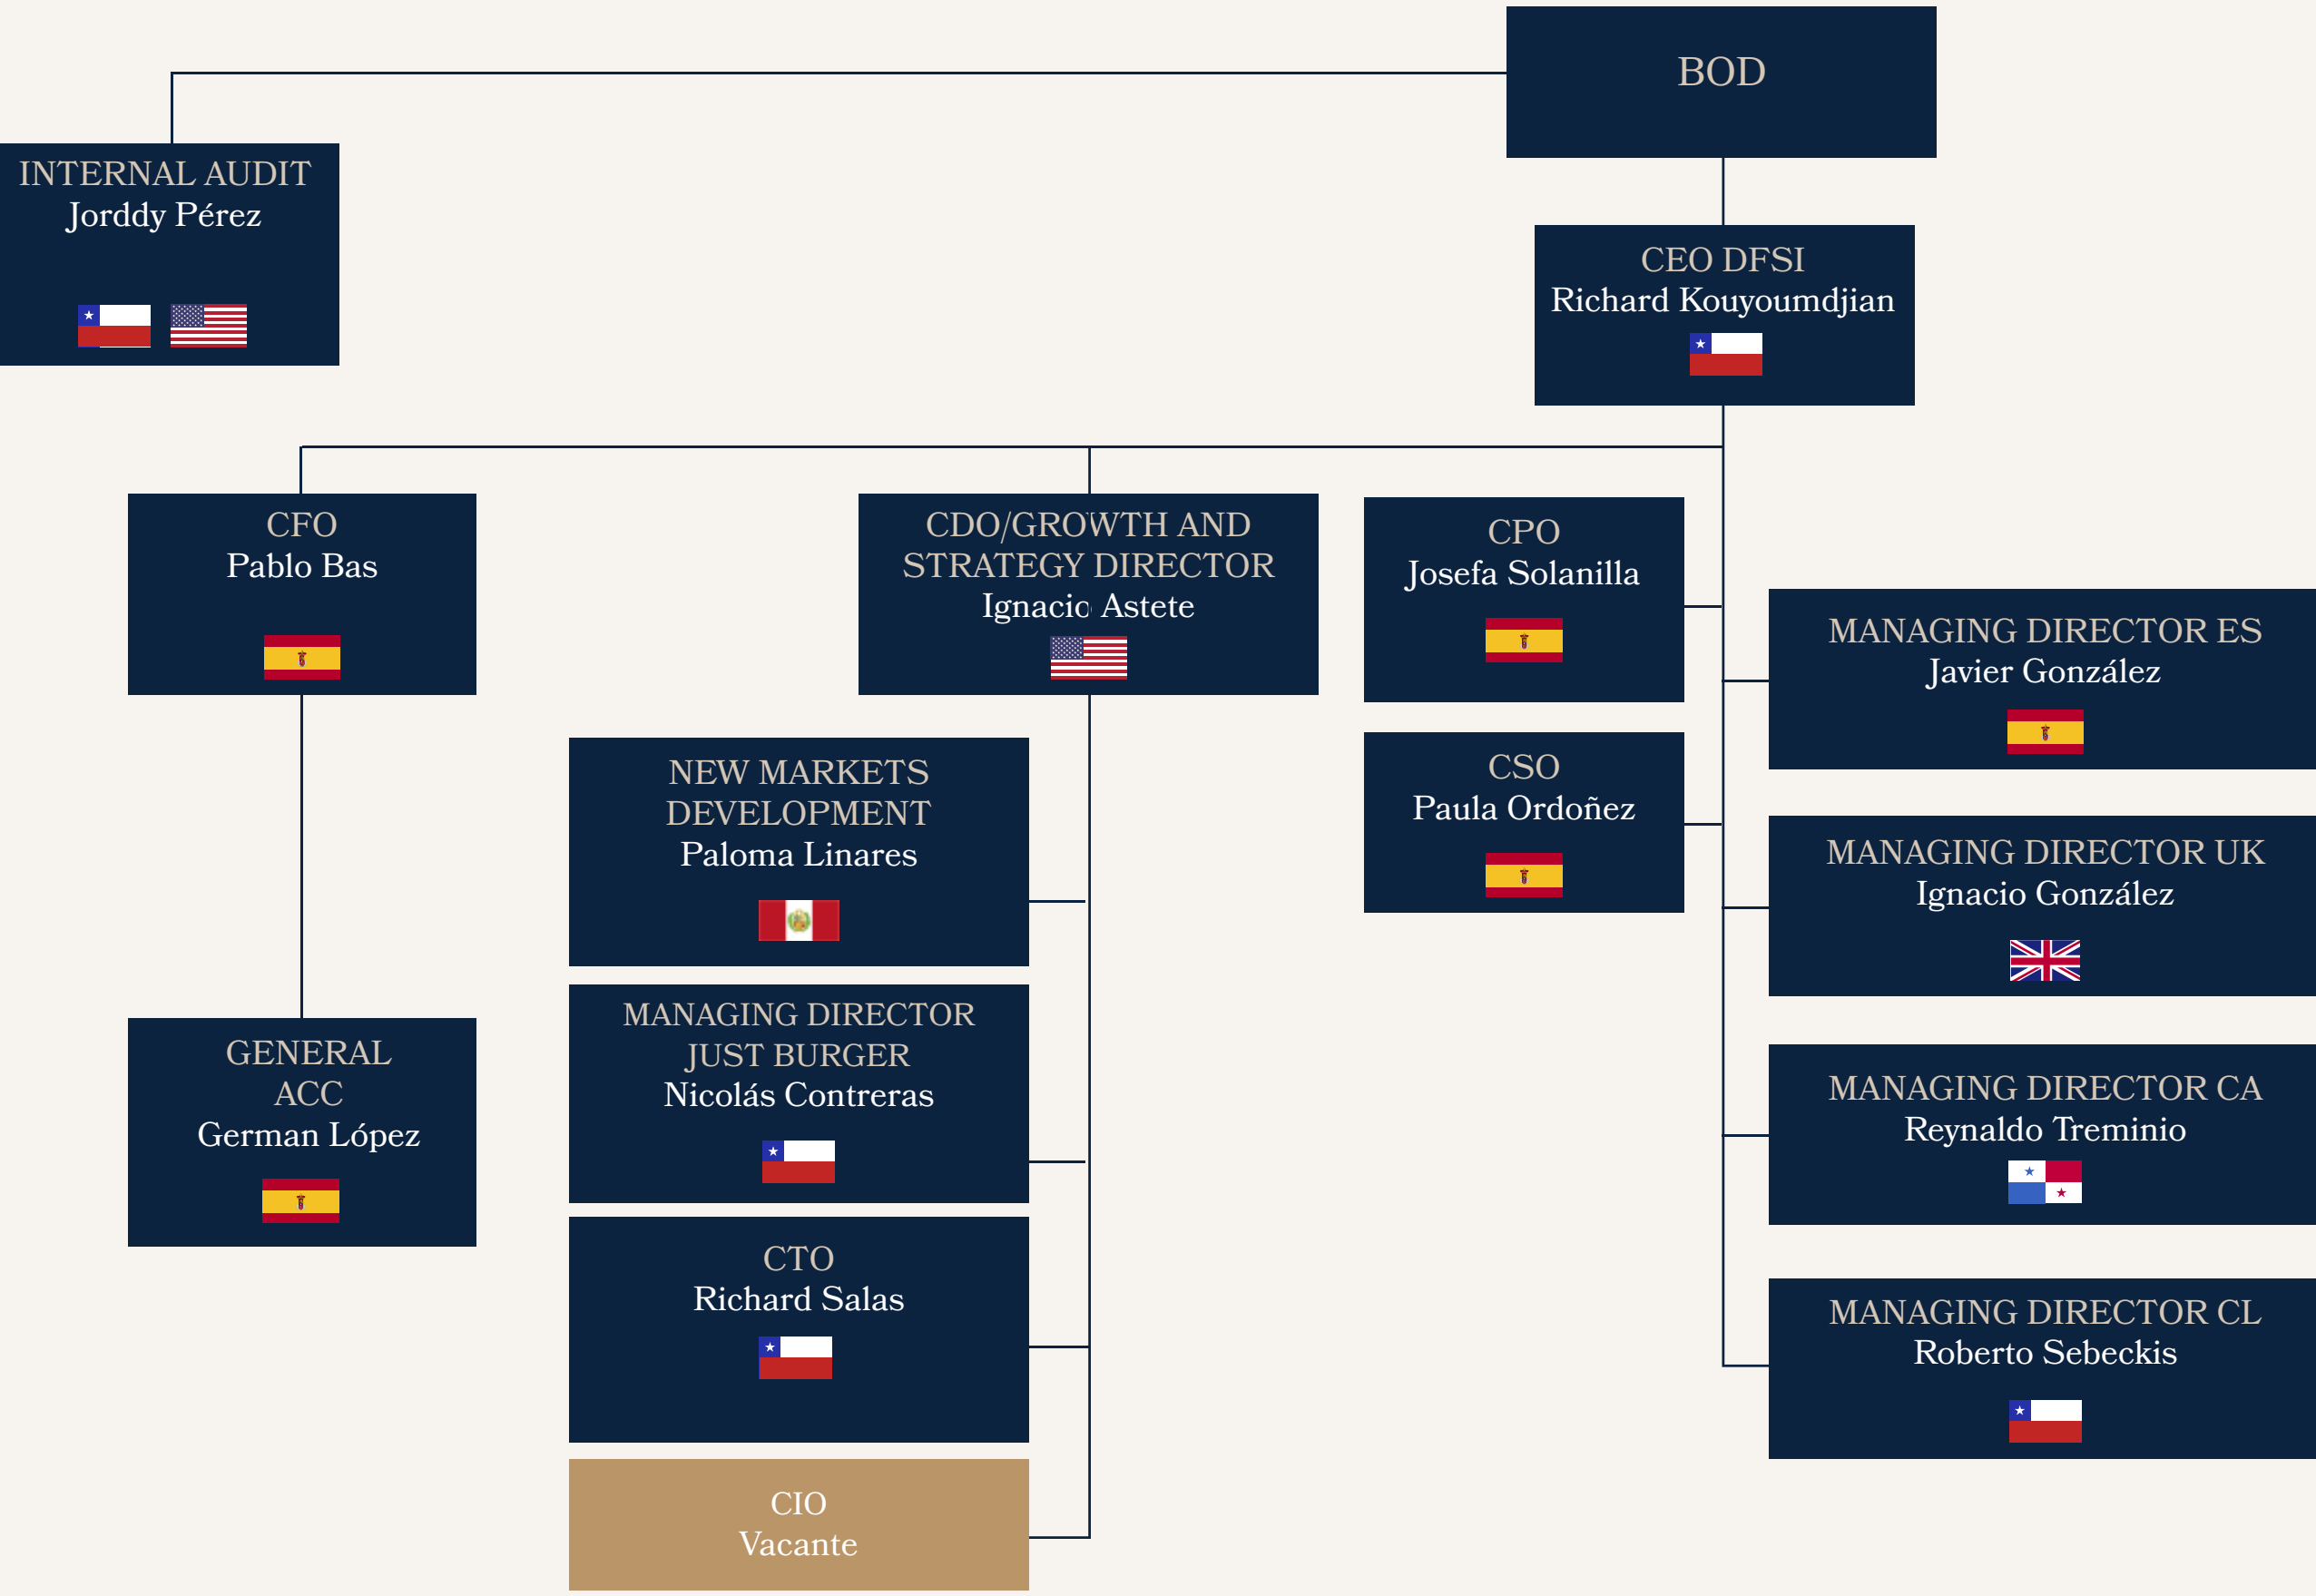 BOD
INTERNAL AUDIT
Jorddy Pérez
CEO DFSI
Richard Kouyoumdjian
CFO
Pablo Bas
CDO/GROWTH AND
STRATEGY DIRECTOR
Ignacio Astete
CPO
Josefa Solanilla
MANAGING DIRECTOR ES
Javier González
NEW MARKETS
DEVELOPMENT
Paloma Linares
CSO
Paula Ordoñez
MANAGING DIRECTOR UK
Ignacio González
MANAGING DIRECTOR
JUST BURGER
Nicolás Contreras
GENERAL
ACC
German López
MANAGING DIRECTOR CA
Reynaldo Treminio
CTO
Richard Salas
MANAGING DIRECTOR CL
Roberto Sebeckis
CIO
Vacante